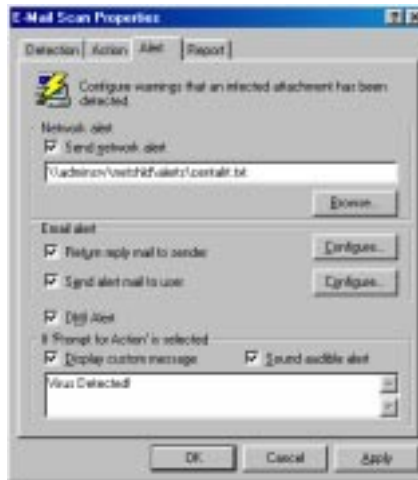 E-Mail Scan Properties
Detection Action Alert Report
Configure warnings that an infected attachment has been
detected.
Network alert
Send network alert
Browse...
Email alert
Return reply mail to sender
Configure...
Send alert mail to user
Configure...
DMI Alert
If 'Prompt for Action' is selected
Display custom message
Sound audible alert
Virus Detected!
OK Cancel Apply